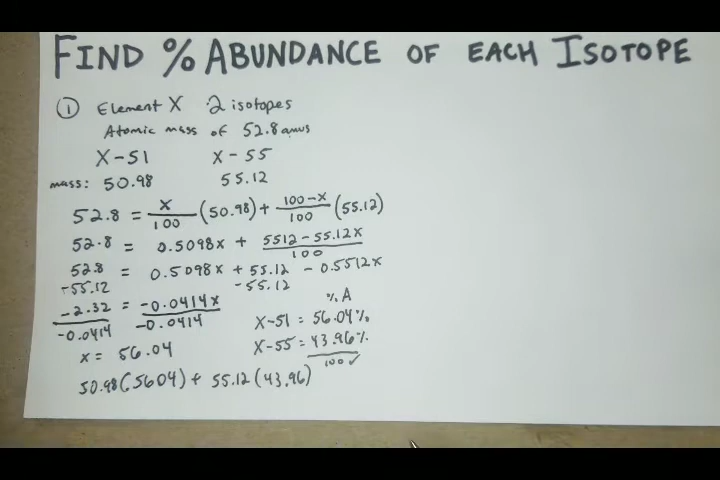 FIND % ABUNDANCE OF EACH ISOTOPE
① Element X 2 isotopes
Atomic mass of 52.8 amus
X-51 X-55
mass: 50.98 55.12
52.8 = x/100 (50.98) + 100-x/100 (55.12)
52.8 = 0.5098x + 5512-55.12x/100
52.8 = 0.5098x + 55.12 - 0.5512x
-55.12 -55.12
-2.32/-0.0414 = -0.0414x/-0.0414
x = 56.04
% A
X-51 = 56.04%
X-55 = 43.96%
100 ✓
50.98(5604) + 55.12(43.96)